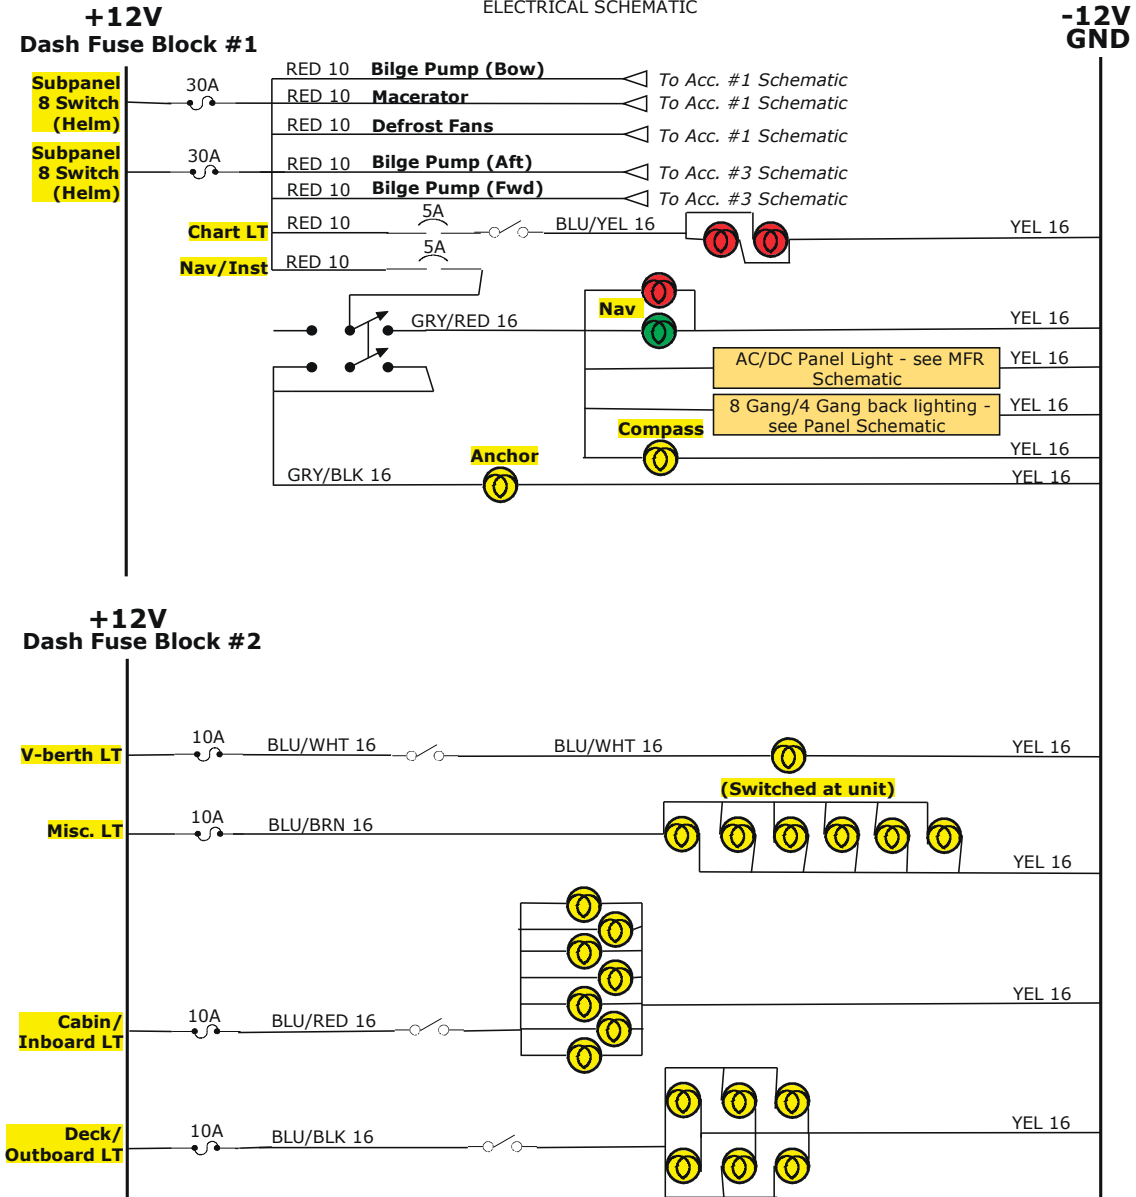 ELECTRICAL SCHEMATIC
+12V
Dash Fuse Block #1
-12V
GND
Subpanel
8 Switch
(Helm)
30A
RED 10 Bilge Pump (Bow)
To Acc. #1 Schematic
RED 10 Macerator
To Acc. #1 Schematic
RED 10 Defrost Fans
To Acc. #1 Schematic
Subpanel
8 Switch
(Helm)
30A
RED 10 Bilge Pump (Aft)
To Acc. #3 Schematic
RED 10 Bilge Pump (Fwd)
To Acc. #3 Schematic
Chart LT
RED 10
5A
BLU/YEL 16
YEL 16
Nav/Inst
RED 10
5A
GRY/RED 16
Nav
YEL 16
AC/DC Panel Light - see MFR
Schematic
YEL 16
8 Gang/4 Gang back lighting -
see Panel Schematic
YEL 16
Compass
YEL 16
Anchor
GRY/BLK 16
YEL 16
+12V
Dash Fuse Block #2
V-berth LT
10A
BLU/WHT 16
BLU/WHT 16
YEL 16
(Switched at unit)
Misc. LT
10A
BLU/BRN 16
YEL 16
Cabin/
Inboard LT
10A
BLU/RED 16
YEL 16
Deck/
Outboard LT
10A
BLU/BLK 16
YEL 16